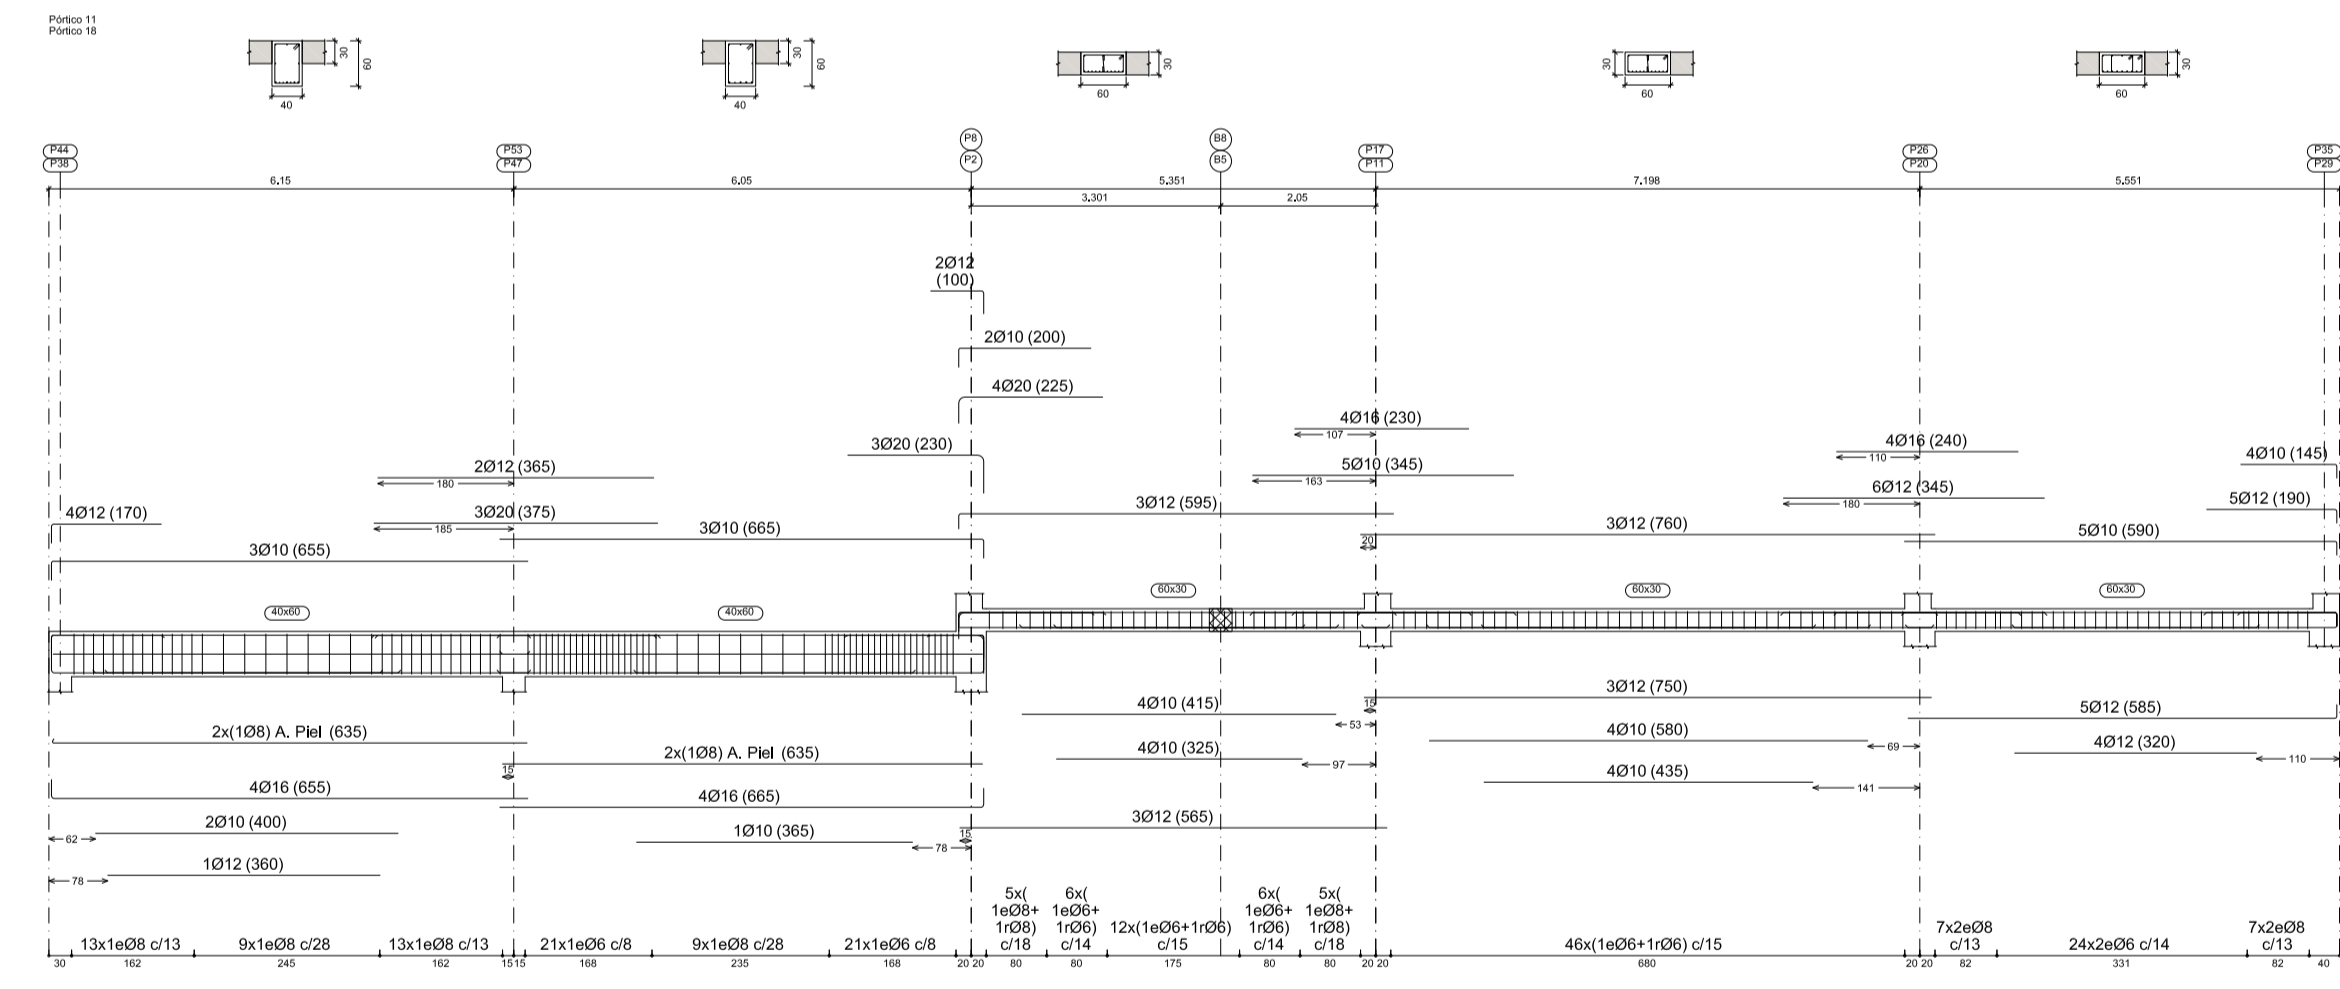 Pórtico 11
Pórtico 18
30
60
40
30
60
40
30
60
30
60
30
60
P44
P38
P53
P47
P8
P2
B8
B5
P17
P11
P26
P20
P35
P29
6.15
6.05
5.351
7.198
5.551
3.301
2.05
2Ø12
(100)
2Ø10 (200)
4Ø20 (225)
4Ø16 (230)
107
3Ø20 (230)
4Ø16 (240)
110
4Ø10 (145)
2Ø12 (365)
180
5Ø10 (345)
163
6Ø12 (345)
180
5Ø12 (190)
4Ø12 (170)
3Ø20 (375)
185
3Ø12 (595)
3Ø10 (665)
3Ø12 (760)
20
5Ø10 (590)
3Ø10 (655)
40x60
40x60
60x30
60x30
60x30
3Ø12 (750)
15
4Ø10 (415)
53
5Ø12 (585)
2x(1Ø8) A. Piel (635)
4Ø10 (580)
69
2x(1Ø8) A. Piel (635)
15
4Ø10 (325)
97
4Ø12 (320)
110
4Ø16 (655)
4Ø16 (665)
4Ø10 (435)
141
2Ø10 (400)
62
1Ø10 (365)
78
3Ø12 (565)
15
1Ø12 (360)
78
13x1eØ8 c/13
9x1eØ8 c/28
13x1eØ8 c/13
21x1eØ6 c/8
9x1eØ8 c/28
21x1eØ6 c/8
5x(
1eØ8+
1rØ8)
c/18
6x(
1eØ6+
1rØ6)
c/14
12x(1eØ6+1rØ6)
c/15
6x(
1eØ6+
1rØ6)
c/14
5x(
1eØ8+
1rØ8)
c/18
46x(1eØ6+1rØ6) c/15
7x2eØ8
c/13
24x2eØ6 c/14
7x2eØ8
c/13
30 162 245 162 15 15 168 235 168 20 20 80 80 175 80 80 20 20 680 20 20 82 331 82 40